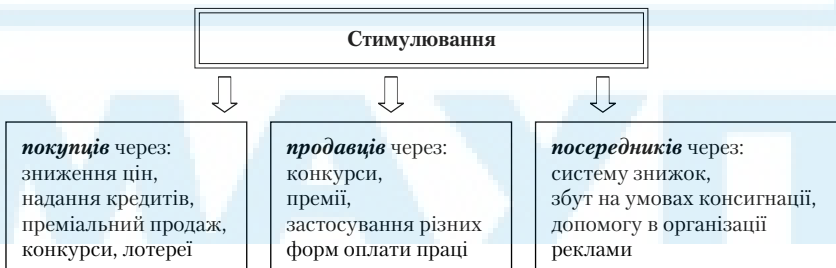 Стимулювання
покупців через:
зниження цін,
надання кредитів,
преміальний продаж,
конкурси, лотереї
продавців через:
конкурси,
премії,
застосування різних
форм оплати праці
посередників через:
систему знижок,
збут на умовах консигнації,
допомогу в організації
реклами
МАУП